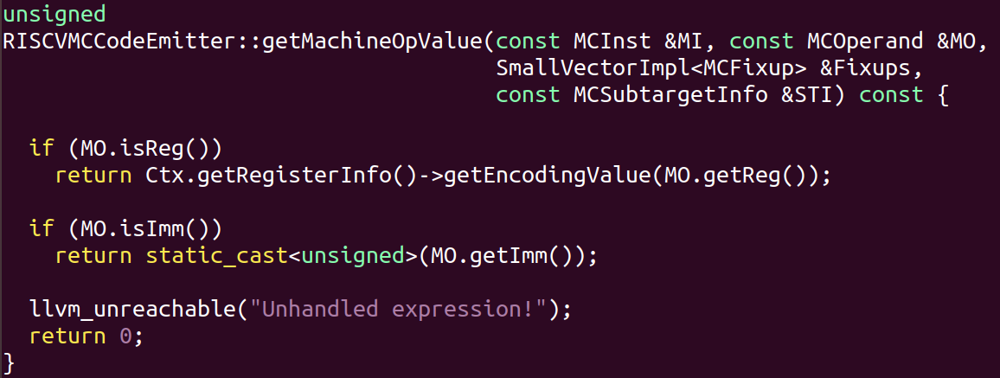 unsigned
RISCVMCCodeEmitter::getMachineOpValue(const MCInst &MI, const MCOperand &MO,
                                      SmallVectorImpl<MCFixup> &Fixups,
                                      const MCSubtargetInfo &STI) const {

  if (MO.isReg())
    return Ctx.getRegisterInfo()->getEncodingValue(MO.getReg());

  if (MO.isImm())
    return static_cast<unsigned>(MO.getImm());

  llvm_unreachable("Unhandled expression!");
  return 0;
}